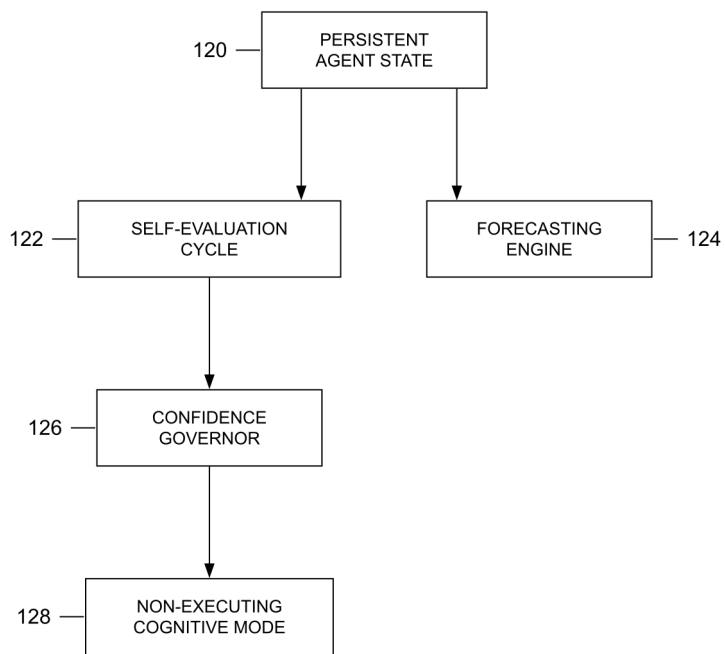 120
PERSISTENT
AGENT STATE
122
SELF-EVALUATION
CYCLE
FORECASTING
ENGINE
124
126
CONFIDENCE
GOVERNOR
128
NON-EXECUTING
COGNITIVE MODE